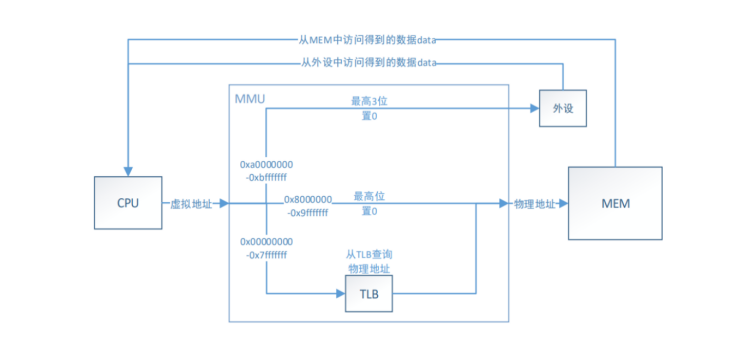 从MEM中访问得到的数据data
从外设中访问得到的数据data
MMU
最高3位
置0
外设
0xa0000000
-0xbfffffff
CPU
虚拟地址
0x8000000
-0x9fffffff
最高位
置0
物理地址
MEM
0x00000000
-0x7fffffff
从TLB查询
物理地址
TLB